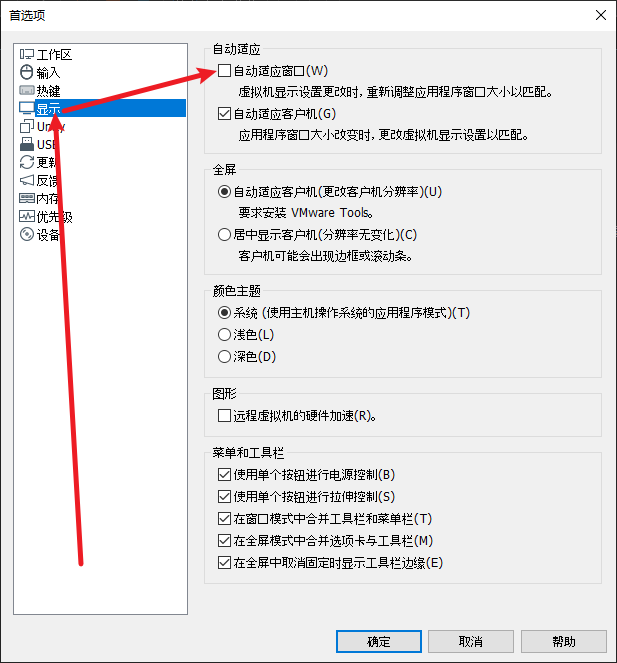 首选项
工作区
输入
热键
显示
Unity
USB
更新
反馈
内存
优先级
设备
自动适应
自动适应窗口(W)
虚拟机显示设置更改时，重新调整应用程序窗口大小以匹配。
自动适应客户机(G)
应用程序窗口大小改变时，更改虚拟机显示设置以匹配。
全屏
自动适应客户机(更改客户机分辨率)(U)
要求安装 VMware Tools。
居中显示客户机(分辨率无变化)(C)
客户机可能会出现边框或滚动条。
颜色主题
系统 (使用主机操作系统的应用程序模式)(T)
浅色(L)
深色(D)
图形
远程虚拟机的硬件加速(R)。
菜单和工具栏
使用单个按钮进行电源控制(B)
使用单个按钮进行拉伸控制(S)
在窗口模式中合并工具栏和菜单栏(T)
在全屏模式中合并选项卡与工具栏(M)
在全屏中取消固定时显示工具栏边缘(E)
确定
取消
帮助